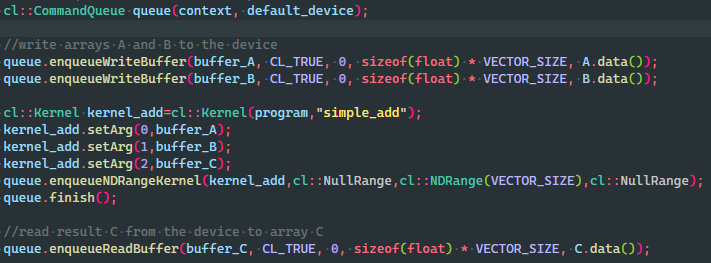 cl::CommandQueue queue(context, default_device);
//write arrays A and B to the device
queue.enqueueWriteBuffer(buffer_A, CL_TRUE, 0, sizeof(float) * VECTOR_SIZE, A.data());
queue.enqueueWriteBuffer(buffer_B, CL_TRUE, 0, sizeof(float) * VECTOR_SIZE, B.data());
cl::Kernel kernel_add=cl::Kernel(program,"simple_add");
kernel_add.setArg(0,buffer_A);
kernel_add.setArg(1,buffer_B);
kernel_add.setArg(2,buffer_C);
queue.enqueueNDRangeKernel(kernel_add,cl::NullRange,cl::NDRange(VECTOR_SIZE),cl::NullRange);
queue.finish();
//read result C from the device to array C
queue.enqueueReadBuffer(buffer_C, CL_TRUE, 0, sizeof(float) * VECTOR_SIZE, C.data());